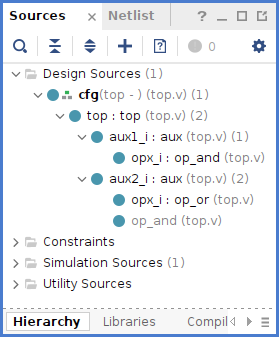 Sources Netlist ? _ □
0
Design Sources (1)
cfg(top - ) (top.v) (1)
top : top (top.v) (2)
aux1_i : aux (top.v) (1)
opx_i : op_and (top.v)
aux2_i : aux (top.v) (2)
opx_i : op_or (top.v)
op_and (top.v)
Constraints
Simulation Sources (1)
Utility Sources
Hierarchy Libraries Compil